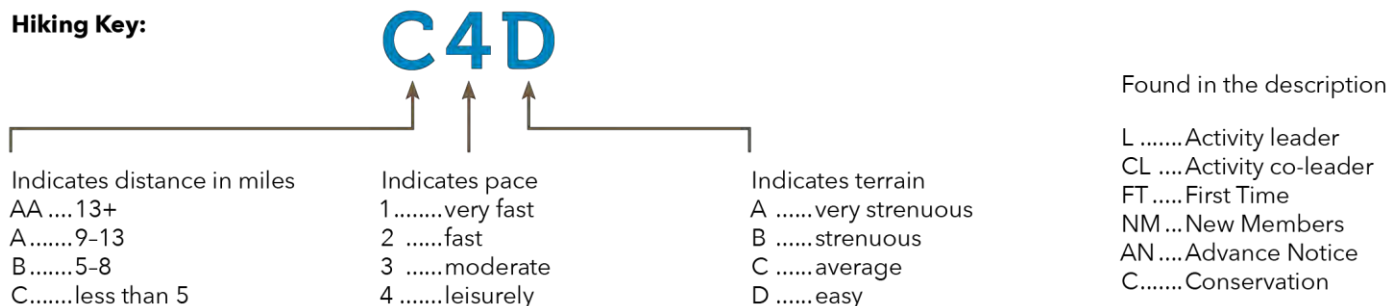 Hiking Key:
C4D
Indicates distance in miles
AA ....13+
A.......9–13
B.......5–8
C.......less than 5
Indicates pace
1........very fast
2 ......fast
3 ......moderate
4 .......leisurely
Indicates terrain
A ......very strenuous
B ......strenuous
C ......average
D ......easy
Found in the description
L .......Activity leader
CL ....Activity co-leader
FT .....First Time
NM...New Members
AN....Advance Notice
C.......Conservation